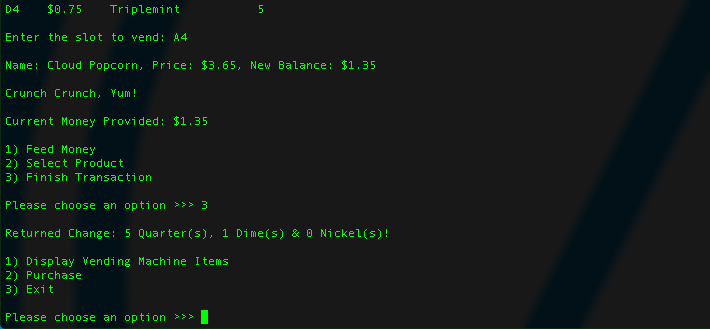 D4    $0.75    Triplemint           5
Enter the slot to vend: A4
Name: Cloud Popcorn, Price: $3.65, New Balance: $1.35
Crunch Crunch, Yum!
Current Money Provided: $1.35
1) Feed Money
2) Select Product
3) Finish Transaction
Please choose an option >>> 3
Returned Change: 5 Quarter(s), 1 Dime(s) & 0 Nickel(s)!
1) Display Vending Machine Items
2) Purchase
3) Exit
Please choose an option >>>